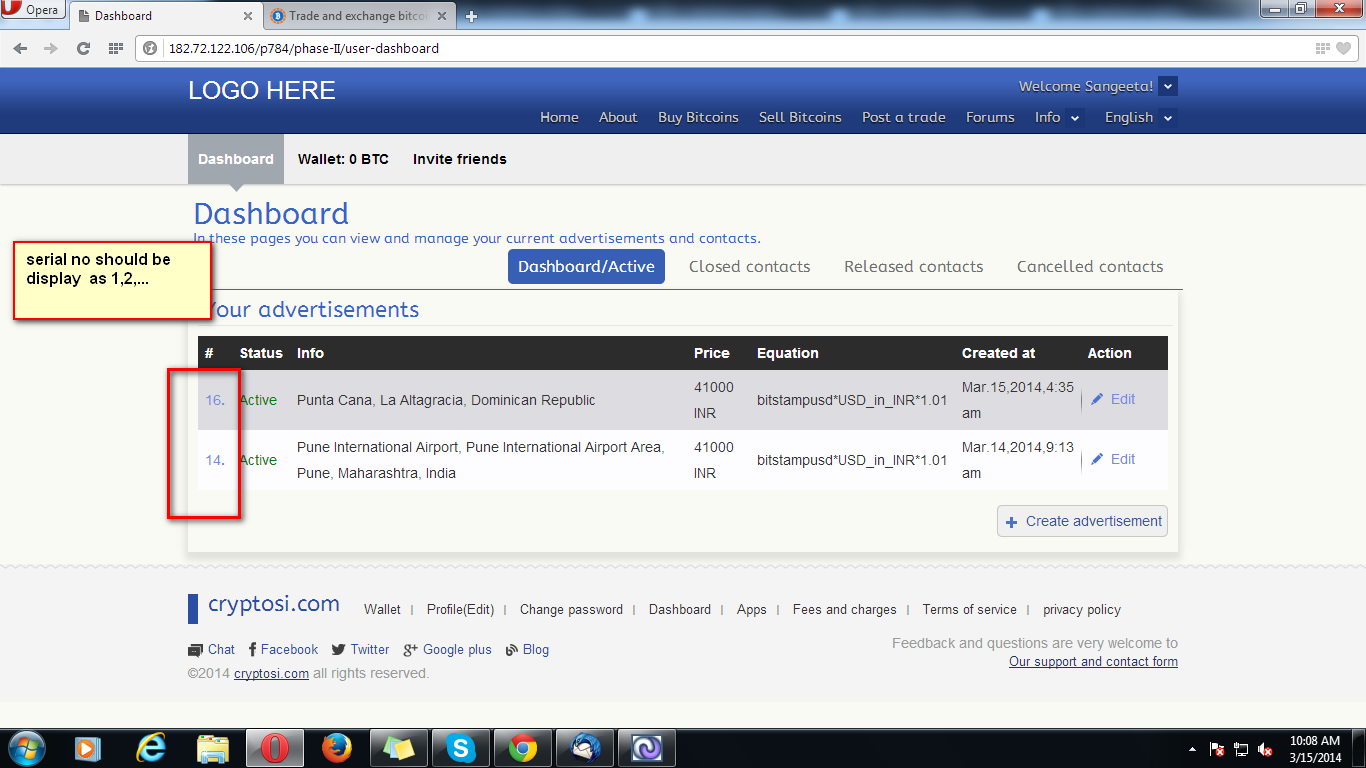 Opera
Dashboard
Trade and exchange bitcoi
182.72.122.106/p784/phase-II/user-dashboard
LOGO HERE
Welcome Sangeeta!
Home About Buy Bitcoins Sell Bitcoins Post a trade Forums Info English
Dashboard Wallet: 0 BTC Invite friends
Dashboard
In these pages you can view and manage your current advertisements and contacts.
serial no should be
display as 1,2,...
Dashboard/Active Closed contacts Released contacts Cancelled contacts
Your advertisements
# Status Info Price Equation Created at Action
16. Active Punta Cana, La Altagracia, Dominican Republic 41000 INR bitstampusd*USD_in_INR*1.01 Mar.15,2014,4:35 am Edit
14. Active Pune International Airport, Pune International Airport Area, Pune, Maharashtra, India 41000 INR bitstampusd*USD_in_INR*1.01 Mar.14,2014,9:13 am Edit
+ Create advertisement
cryptosi.com
Wallet | Profile(Edit) | Change password | Dashboard | Apps | Fees and charges | Terms of service | privacy policy
Chat Facebook Twitter Google plus Blog
Feedback and questions are very welcome to
Our support and contact form
©2014 cryptosi.com all rights reserved.
10:08 AM
3/15/2014